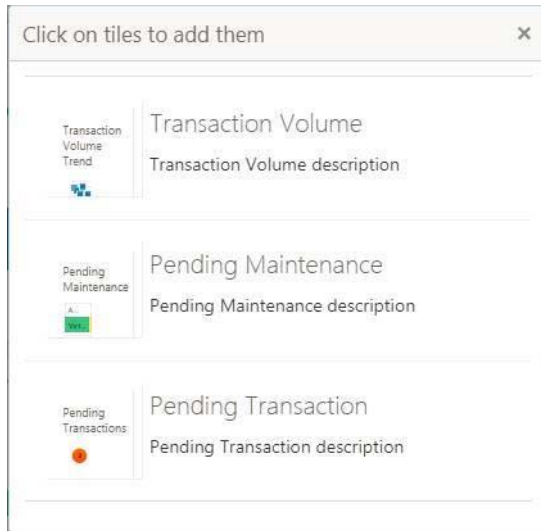 Click on tiles to add them ×
Transaction
Volume
Trend
Transaction Volume
Transaction Volume description
Pending
Maintenance
A...
Pending Maintenance
Pending Maintenance description
Pending
Transactions
Pending Transaction
Pending Transaction description